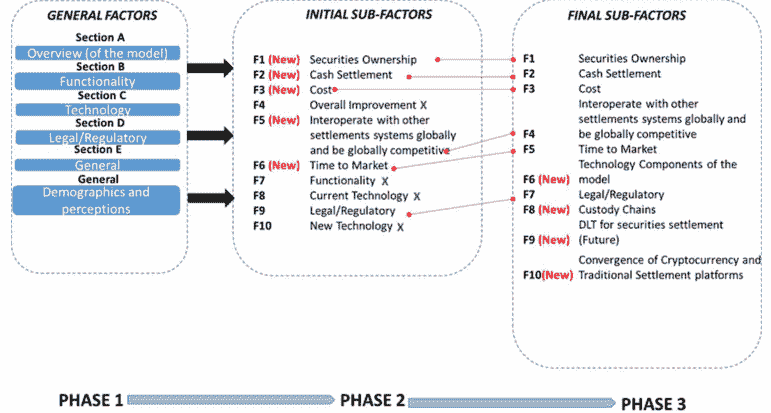 GENERAL FACTORS
Section A
Overview (of the model)
Section B
Functionality
Section C
Technology
Section D
Legal/Regulatory
Section E
General
General
Demographics and
perceptions
INITIAL SUB-FACTORS
F1 (New) Securities Ownership
F2 (New) Cash Settlement
F3 (New) Cost
F4 Overall Improvement X
F5 (New) Interoperate with other
settlements systems globally
and be globally competitive
F6 (New) Time to Market
F7 Functionality X
F8 Current Technology X
F9 Legal/Regulatory
F10 New Technology X
FINAL SUB-FACTORS
F1 Securities Ownership
F2 Cash Settlement
F3 Cost
Interoperate with other
settlements systems globally and
F4 be globally competitive
F5 Time to Market
Technology Components of the
F6 (New) model
F7 Legal/Regulatory
F8 (New) Custody Chains
DLT for securities settlement
F9 (New) (Future)
Convergence of Cryptocurrency and
F10(New) Traditional Settlement platforms
PHASE 1
PHASE 2
PHASE 3